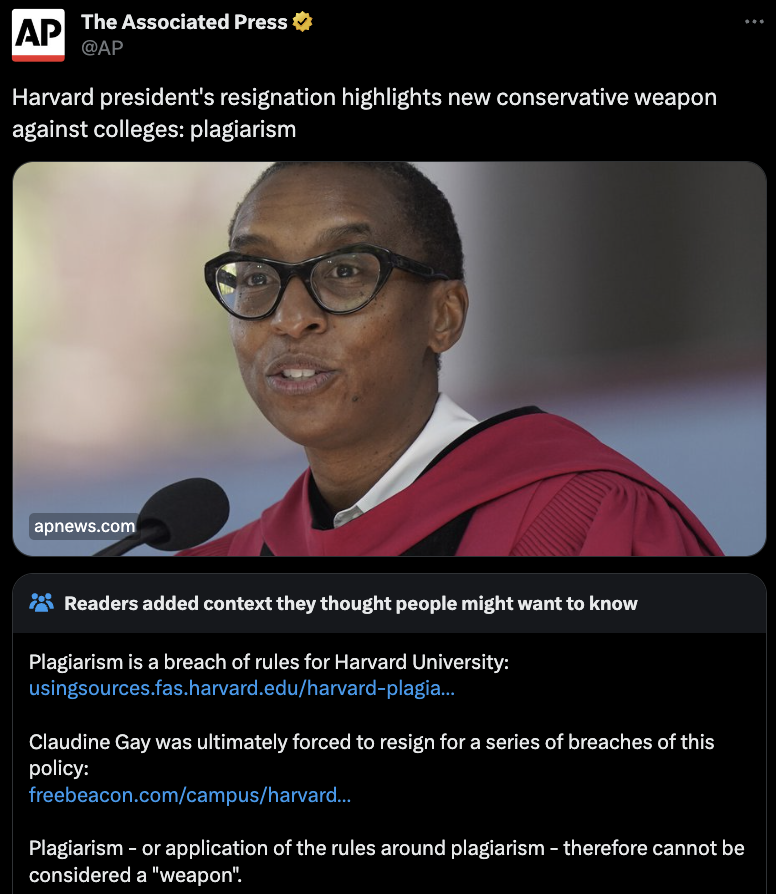 AP
The Associated Press
@AP
Harvard president's resignation highlights new conservative weapon
against colleges: plagiarism
apnews.com
Readers added context they thought people might want to know
Plagiarism is a breach of rules for Harvard University:
usingsources.fas.harvard.edu/harvard-plagia...
Claudine Gay was ultimately forced to resign for a series of breaches of this
policy:
freebeacon.com/campus/harvard...
Plagiarism - or application of the rules around plagiarism - therefore cannot be
considered a "weapon".